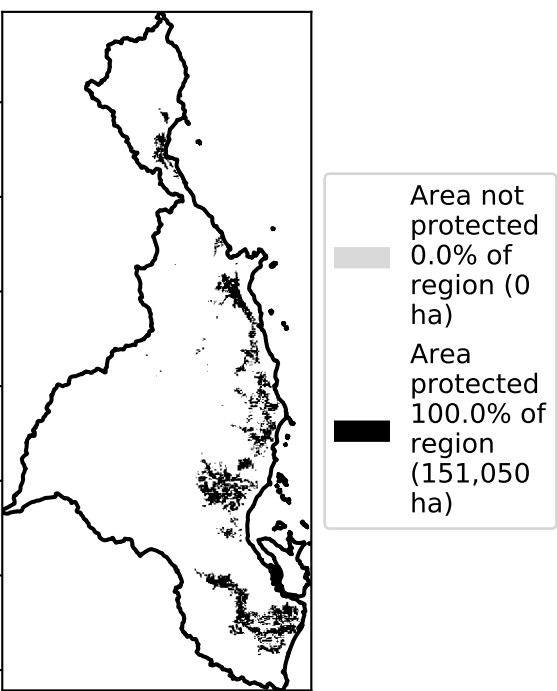 Area not
protected
0.0% of
region (0
ha)
Area
protected
100.0% of
region
(151,050
ha)